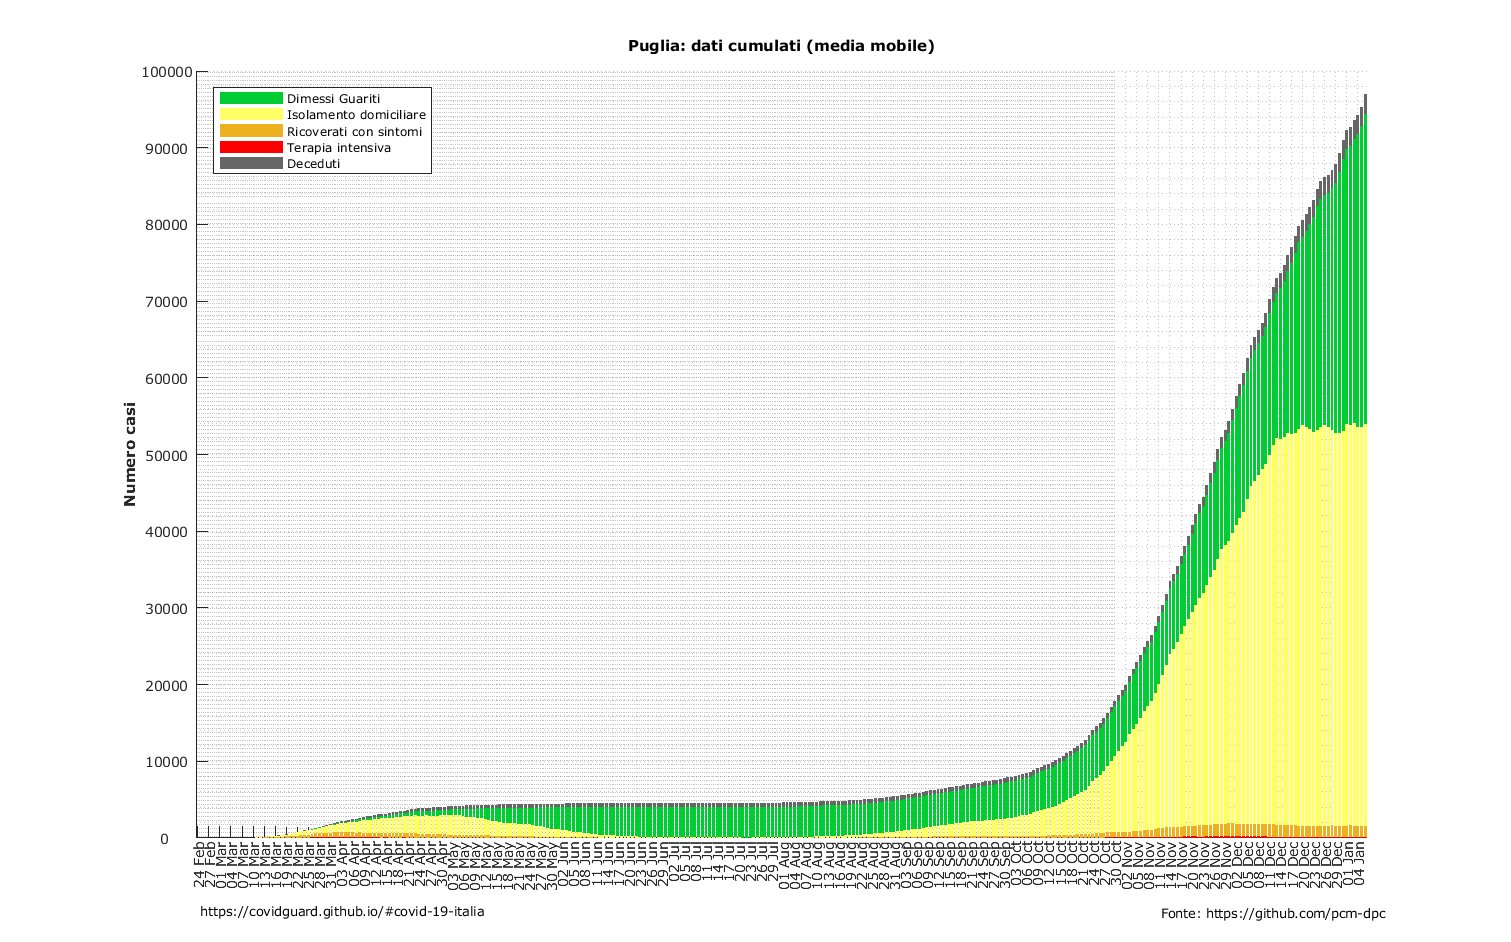 Puglia: dati cumulati (media mobile)
100000
90000
80000
70000
60000
50000
40000
30000
20000
10000
0
Numero casi
Dimessi Guariti
Isolamento domiciliare
Ricoverati con sintomi
Terapia intensiva
Deceduti
24 Feb
27 Feb
01 Mar
04 Mar
07 Mar
10 Mar
13 Mar
16 Mar
19 Mar
22 Mar
25 Mar
28 Mar
31 Mar
03 Apr
06 Apr
09 Apr
12 Apr
15 Apr
18 Apr
21 Apr
24 Apr
27 Apr
30 Apr
03 May
06 May
09 May
12 May
15 May
18 May
21 May
24 May
27 May
30 May
02 Jun
05 Jun
08 Jun
11 Jun
14 Jun
17 Jun
20 Jun
23 Jun
26 Jun
29 Jun
02 Jul
05 Jul
08 Jul
11 Jul
14 Jul
17 Jul
20 Jul
23 Jul
26 Jul
29 Jul
01 Aug
04 Aug
07 Aug
10 Aug
13 Aug
16 Aug
19 Aug
22 Aug
25 Aug
28 Aug
31 Aug
03 Sep
06 Sep
09 Sep
12 Sep
15 Sep
18 Sep
21 Sep
24 Sep
27 Sep
30 Sep
03 Oct
06 Oct
09 Oct
12 Oct
15 Oct
18 Oct
21 Oct
24 Oct
27 Oct
30 Oct
02 Nov
05 Nov
08 Nov
11 Nov
14 Nov
17 Nov
20 Nov
23 Nov
26 Nov
29 Nov
02 Dec
05 Dec
08 Dec
11 Dec
14 Dec
17 Dec
20 Dec
23 Dec
26 Dec
29 Dec
01 Jan
04 Jan
https://covidguard.github.io/#covid-19-italia
Fonte: https://github.com/pcm-dpc